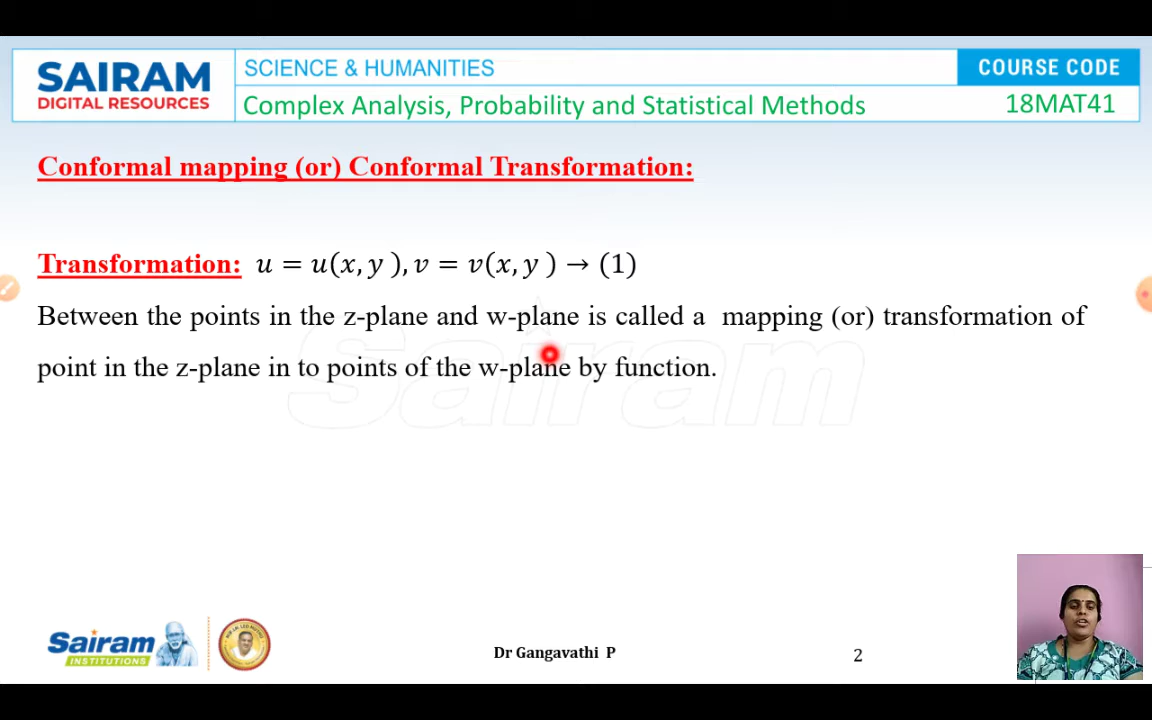 SAIRAM
DIGITAL RESOURCES
SCIENCE & HUMANITIES
COURSE CODE
Complex Analysis, Probability and Statistical Methods
18MAT41
Conformal mapping (or) Conformal Transformation:
Transformation: u = u(x, y ), v = v(x, y ) → (1)
Between the points in the z-plane and w-plane is called a mapping (or) transformation of
point in the z-plane in to points of the w-plane by function.
Sairam
Sairam
INSTITUTIONS
Dr Gangavathi P
2